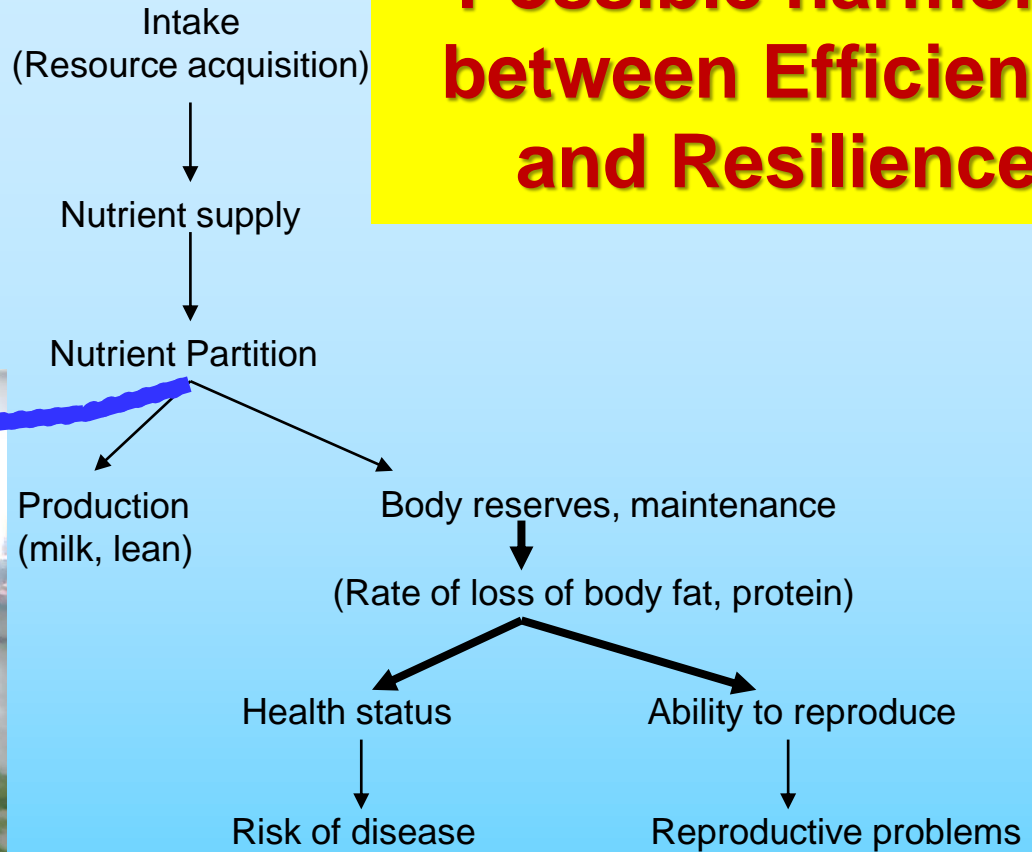 Intake
(Resource acquisition)
between
and Resilience
Nutrient supply
Nutrient Partition
Production
(milk, lean)
Body reserves, maintenance
(Rate of loss of body fat, protein)
Health status
Ability to reproduce
Risk of disease
Reproductive problems